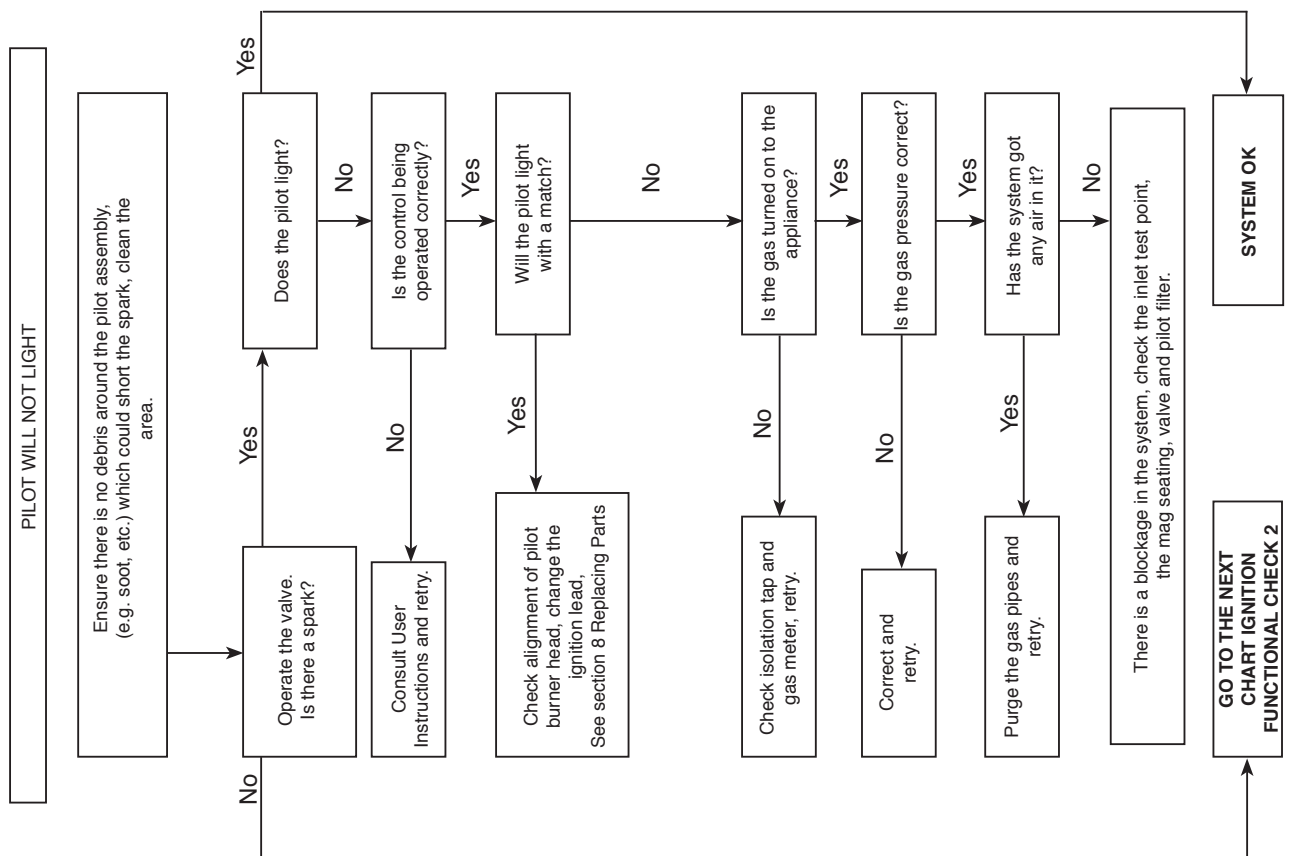 PILOT WILL NOT LIGHT
Ensure there is no debris around the pilot assembly,
(e.g. soot, etc.) which could short the spark, clean the
area.
Operate the valve.
Is there a spark?
No
Yes
Does the pilot light?
Yes
No
Is the control being
operated correctly?
No
Consult User
Instructions and retry.
Yes
Will the pilot light
with a match?
Yes
Check alignment of pilot
burner head, change the
ignition lead,
See section 8 Replacing Parts
No
Is the gas turned on to the
appliance?
No
Check isolation tap and
gas meter, retry.
Yes
Is the gas pressure correct?
No
Correct and
retry.
Yes
Has the system got
any air in it?
Yes
Purge the gas pipes and
retry.
No
There is a blockage in the system, check the inlet test point,
the mag seating, valve and pilot filter.
GO TO THE NEXT
CHART IGNITION
FUNCTIONAL CHECK 2
SYSTEM OK